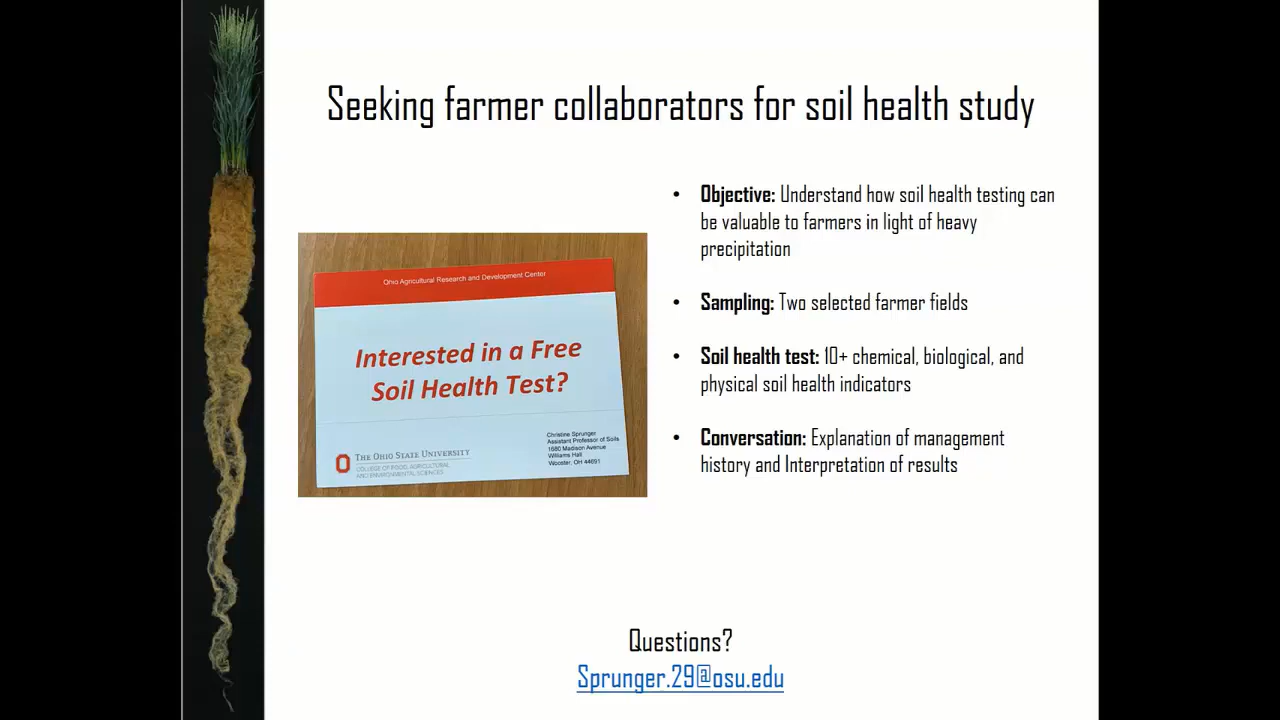 Seeking farmer collaborators for soil health study
Ohio Agricultural Research and Development Center
Interested in a Free
Soil Health Test?
THE OHIO STATE UNIVERSITY
COLLEGE OF FOOD, AGRICULTURAL
AND ENVIRONMENTAL SCIENCES
Christine Sprunger
Assistant Professor of Soils
1680 Madison Avenue
Williams Hall
Wooster, OH 44691
• Objective: Understand how soil health testing can
be valuable to farmers in light of heavy
precipitation
• Sampling: Two selected farmer fields
• Soil health test: 10+ chemical, biological, and
physical soil health indicators
• Conversation: Explanation of management
history and Interpretation of results
Questions?
Sprunger.29@osu.edu